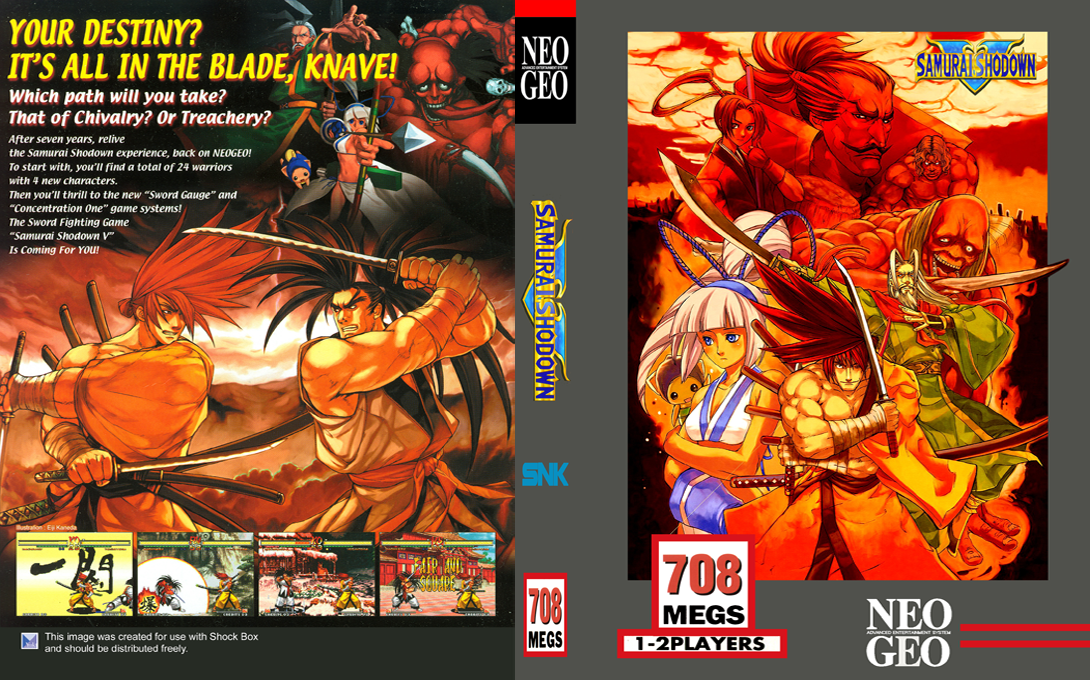 YOUR DESTINY?
IT'S ALL IN THE BLADE, KNAVE!
Which path will you take?
That of Chivalry? Or Treachery?
After seven years, relive
the Samurai Shodown experience, back on NEOGEO!
To start with, you'll find a total of 24 warriors
with 4 new characters.
Then you'll thrill to the new "Sword Gauge" and
"Concentration One" game systems!
The Sword Fighting Game
"Samurai Shodown V"
Is Coming For YOU!
Illustration : Eiji Kaneda
一閃
FAIR AND
SQUARE
This image was created for use with Shock Box
and should be distributed freely.
NEO
ADVANCED ENTERTAINMENT SYSTEM
GEO
SAMURAI SHODOWN
V
SNK
708
MEGS
SAMURAI SHODOWN
V
708
MEGS
1-2PLAYERS
NEO
ADVANCED ENTERTAINMENT SYSTEM
GEO